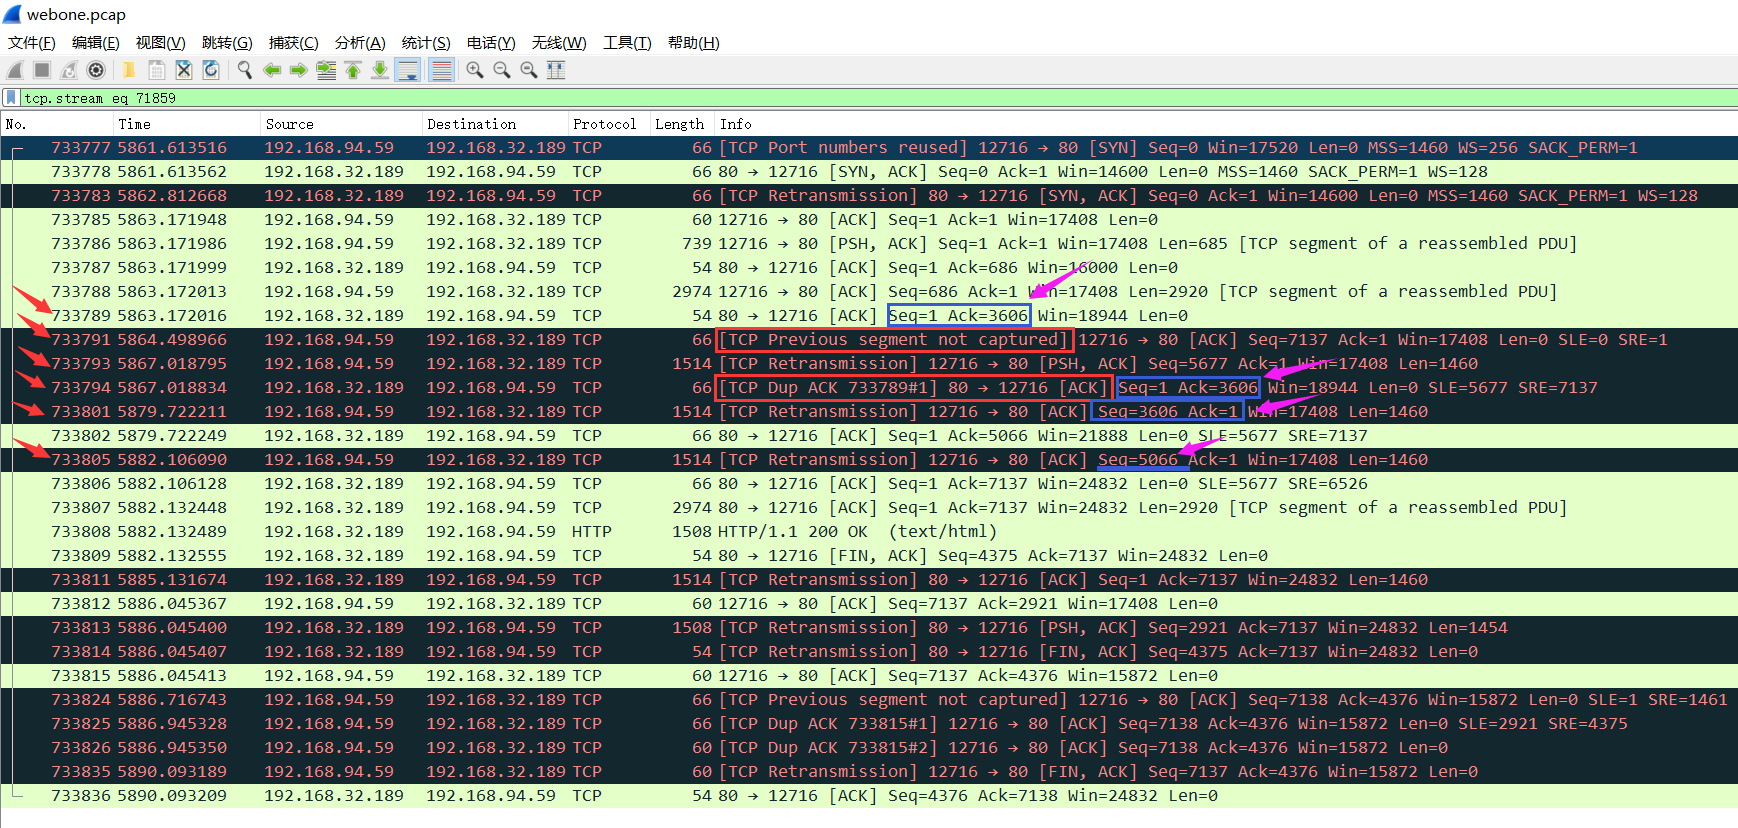 webone.pcap
文件(F) 编辑(E) 视图(V) 跳转(G) 捕获(C) 分析(A) 统计(S) 电话(Y) 无线(W) 工具(T) 帮助(H)
tcp.stream eq 71859
No. Time Source Destination Protocol Length Info
733777 5861.613516 192.168.94.59 192.168.32.189 TCP 66 [TCP Port numbers reused] 12716 → 80 [SYN] Seq=0 Win=17520 Len=0 MSS=1460 WS=256 SACK_PERM=1
733778 5861.613562 192.168.32.189 192.168.94.59 TCP 66 80 → 12716 [SYN, ACK] Seq=0 Ack=1 Win=14600 Len=0 MSS=1460 SACK_PERM=1 WS=128
733783 5862.812668 192.168.32.189 192.168.94.59 TCP 66 [TCP Retransmission] 80 → 12716 [SYN, ACK] Seq=0 Ack=1 Win=14600 Len=0 MSS=1460 SACK_PERM=1 WS=128
733785 5863.171948 192.168.94.59 192.168.32.189 TCP 60 12716 → 80 [ACK] Seq=1 Ack=1 Win=17408 Len=0
733786 5863.171986 192.168.94.59 192.168.32.189 TCP 739 12716 → 80 [PSH, ACK] Seq=1 Ack=1 Win=17408 Len=685 [TCP segment of a reassembled PDU]
733787 5863.171999 192.168.32.189 192.168.94.59 TCP 54 80 → 12716 [ACK] Seq=1 Ack=686 Win=16000 Len=0
733788 5863.172013 192.168.94.59 192.168.32.189 TCP 2974 12716 → 80 [ACK] Seq=686 Ack=1 Win=17408 Len=2920 [TCP segment of a reassembled PDU]
733789 5863.172016 192.168.32.189 192.168.94.59 TCP 54 80 → 12716 [ACK] Seq=1 Ack=3606 Win=18944 Len=0
733791 5864.498966 192.168.94.59 192.168.32.189 TCP 66 [TCP Previous segment not captured] 12716 → 80 [ACK] Seq=7137 Ack=1 Win=17408 Len=0 SLE=0 SRE=1
733793 5867.018795 192.168.94.59 192.168.32.189 TCP 1514 [TCP Retransmission] 12716 → 80 [PSH, ACK] Seq=5677 Ack=1 Win=17408 Len=1460
733794 5867.018834 192.168.32.189 192.168.94.59 TCP 66 [TCP Dup ACK 733789#1] 80 → 12716 [ACK] Seq=1 Ack=3606 Win=18944 Len=0 SLE=5677 SRE=7137
733801 5879.722211 192.168.94.59 192.168.32.189 TCP 1514 [TCP Retransmission] 12716 → 80 [ACK] Seq=3606 Ack=1 Win=17408 Len=1460
733802 5879.722249 192.168.32.189 192.168.94.59 TCP 66 80 → 12716 [ACK] Seq=1 Ack=5066 Win=21888 Len=0 SLE=5677 SRE=7137
733805 5882.106090 192.168.94.59 192.168.32.189 TCP 1514 [TCP Retransmission] 12716 → 80 [ACK] Seq=5066 Ack=1 Win=17408 Len=1460
733806 5882.106128 192.168.32.189 192.168.94.59 TCP 66 80 → 12716 [ACK] Seq=1 Ack=7137 Win=24832 Len=0 SLE=5677 SRE=6526
733807 5882.132448 192.168.32.189 192.168.94.59 TCP 2974 80 → 12716 [ACK] Seq=1 Ack=7137 Win=24832 Len=2920 [TCP segment of a reassembled PDU]
733808 5882.132489 192.168.32.189 192.168.94.59 HTTP 1508 HTTP/1.1 200 OK (text/html)
733809 5882.132555 192.168.32.189 192.168.94.59 TCP 54 80 → 12716 [FIN, ACK] Seq=4375 Ack=7137 Win=24832 Len=0
733811 5885.131674 192.168.32.189 192.168.94.59 TCP 1514 [TCP Retransmission] 80 → 12716 [ACK] Seq=1 Ack=7137 Win=24832 Len=1460
733812 5886.045367 192.168.94.59 192.168.32.189 TCP 60 12716 → 80 [ACK] Seq=7137 Ack=2921 Win=17408 Len=0
733813 5886.045400 192.168.32.189 192.168.94.59 TCP 1508 [TCP Retransmission] 80 → 12716 [PSH, ACK] Seq=2921 Ack=7137 Win=24832 Len=1454
733814 5886.045407 192.168.32.189 192.168.94.59 TCP 54 [TCP Retransmission] 80 → 12716 [FIN, ACK] Seq=4375 Ack=7137 Win=24832 Len=0
733815 5886.045413 192.168.94.59 192.168.32.189 TCP 60 12716 → 80 [ACK] Seq=7137 Ack=4376 Win=15872 Len=0
733824 5886.716743 192.168.94.59 192.168.32.189 TCP 66 [TCP Previous segment not captured] 12716 → 80 [ACK] Seq=7138 Ack=4376 Win=15872 Len=0 SLE=1 SRE=1461
733825 5886.945328 192.168.94.59 192.168.32.189 TCP 66 [TCP Dup ACK 733815#1] 12716 → 80 [ACK] Seq=7138 Ack=4376 Win=15872 Len=0 SLE=2921 SRE=4375
733826 5886.945350 192.168.94.59 192.168.32.189 TCP 60 [TCP Dup ACK 733815#2] 12716 → 80 [ACK] Seq=7138 Ack=4376 Win=15872 Len=0
733835 5890.093189 192.168.94.59 192.168.32.189 TCP 60 [TCP Retransmission] 12716 → 80 [FIN, ACK] Seq=7137 Ack=4376 Win=15872 Len=0
733836 5890.093209 192.168.32.189 192.168.94.59 TCP 54 80 → 12716 [ACK] Seq=4376 Ack=7138 Win=24832 Len=0